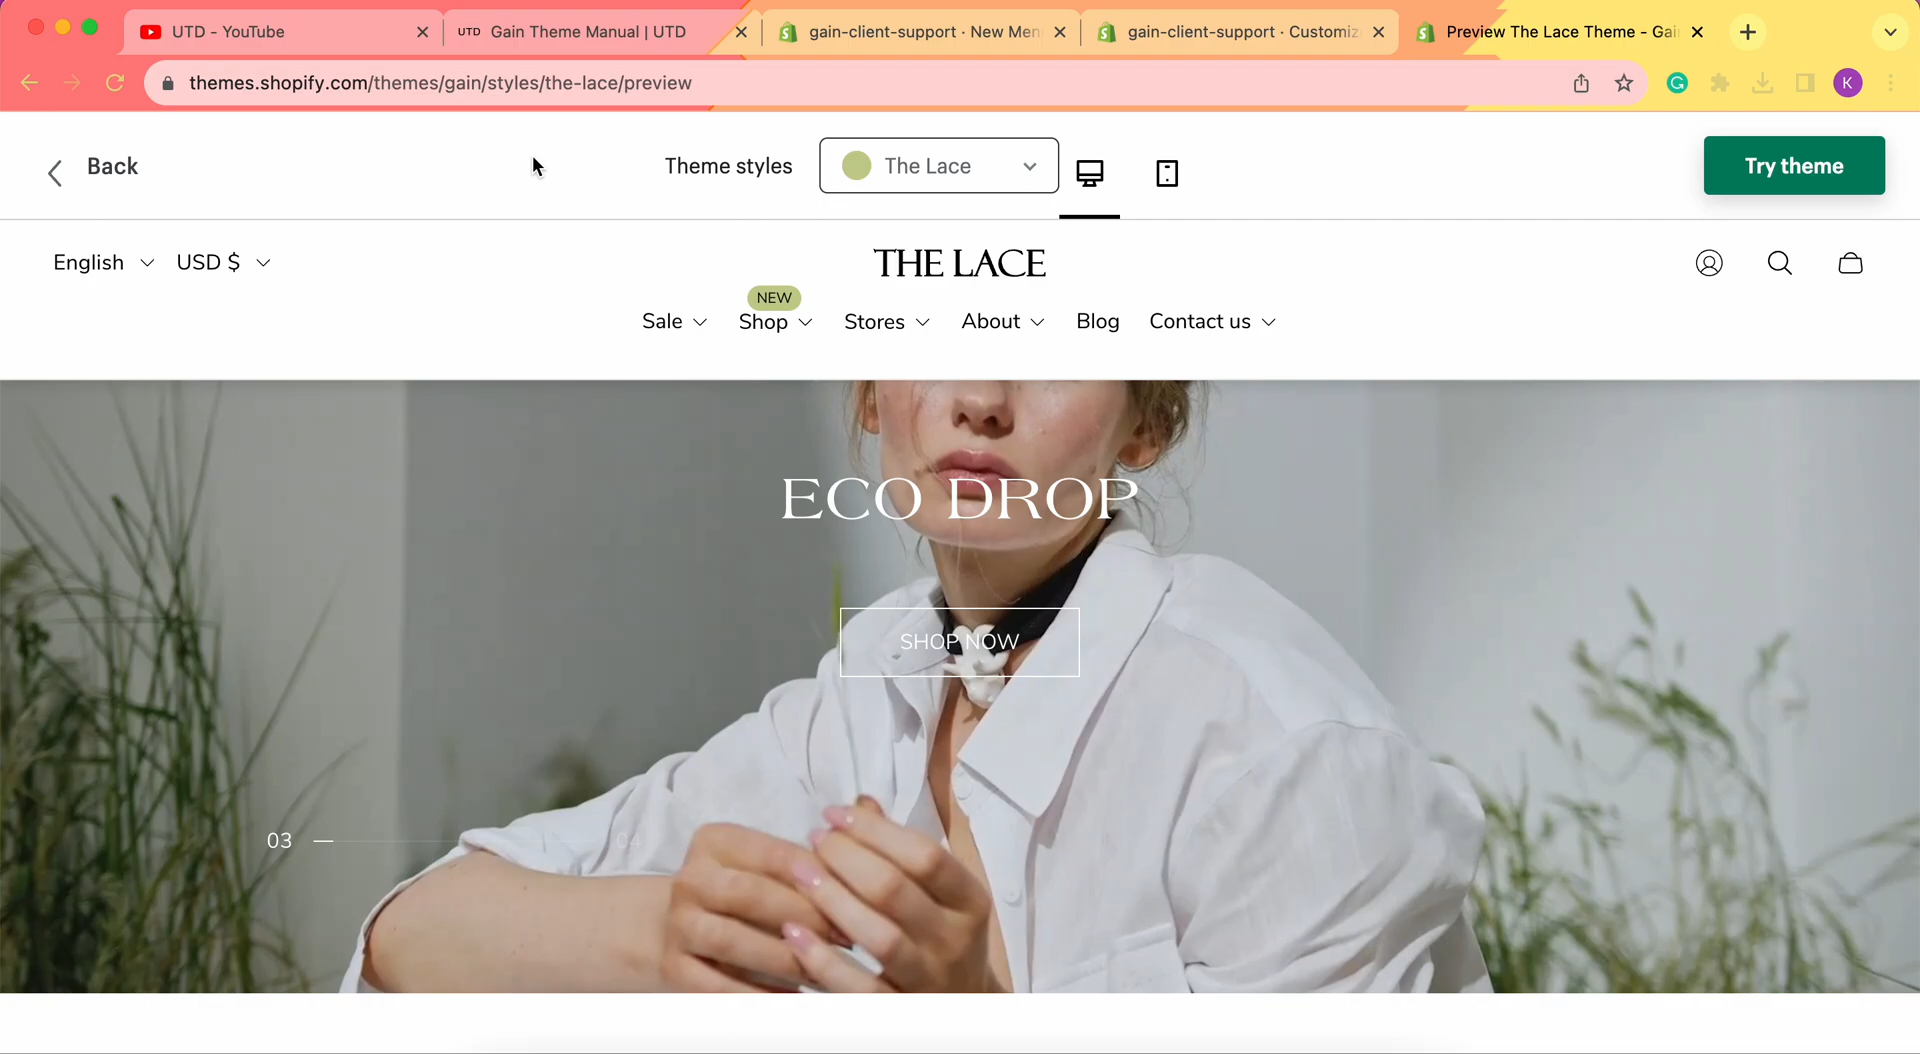 UTD - YouTube
UTD Gain Theme Manual | UTD
gain-client-support · New Men
gain-client-support · Customiz
Preview The Lace Theme - Gai
themes.shopify.com/themes/gain/styles/the-lace/preview
K
Back
Theme styles
The Lace
Try theme
English
USD $
THE LACE
NEW
Sale
Shop
Stores
About
Blog
Contact us
ECO DROP
SHOP NOW
03
04